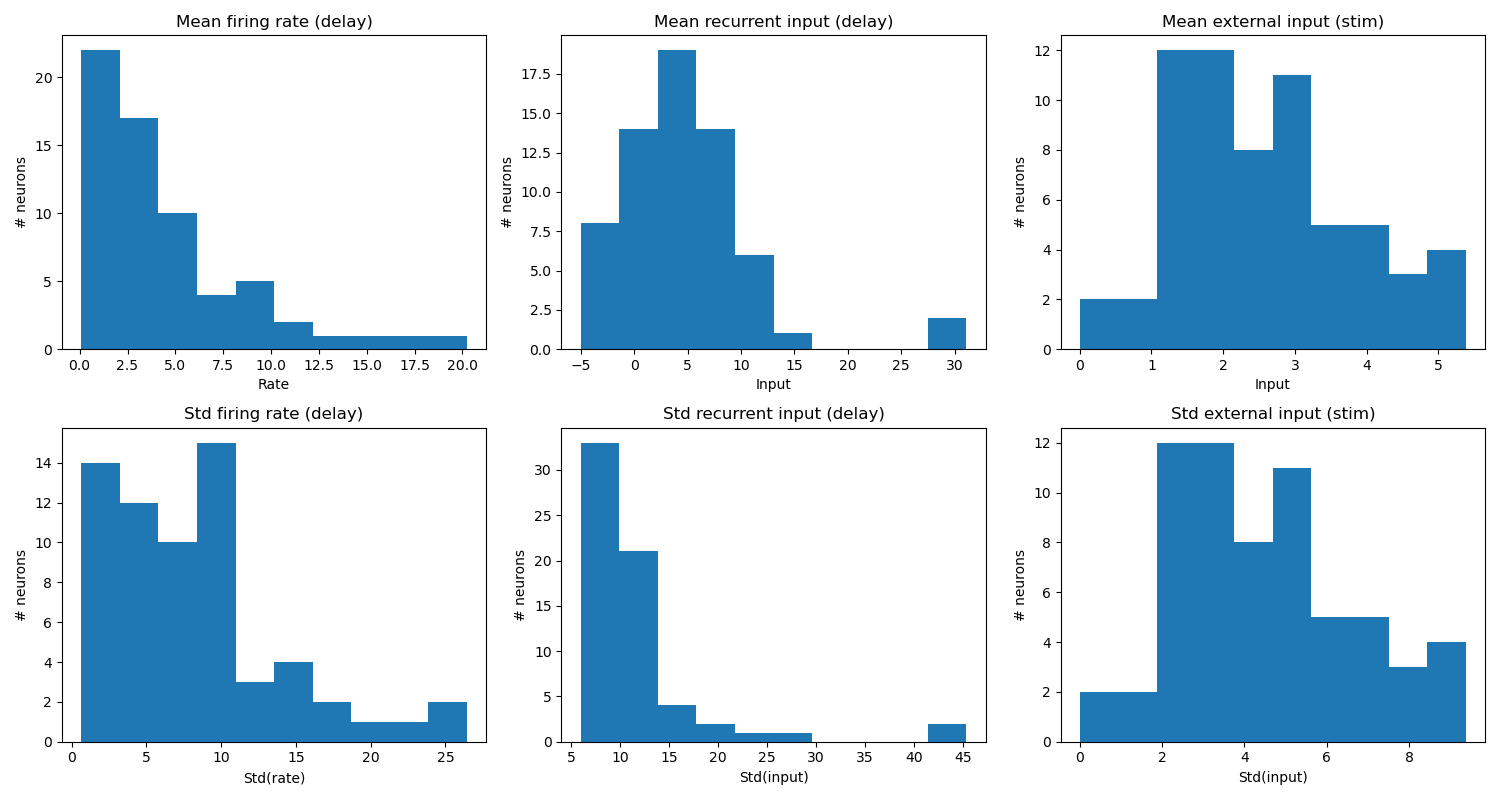 Mean firing rate (delay)
# neurons
20
15
10
5
0
0.0 2.5 5.0 7.5 10.0 12.5 15.0 17.5 20.0
Rate
Mean recurrent input (delay)
# neurons
17.5
15.0
12.5
10.0
7.5
5.0
2.5
0.0
−5 0 5 10 15 20 25 30
Input
Mean external input (stim)
# neurons
12
10
8
6
4
2
0
0 1 2 3 4 5
Input
Std firing rate (delay)
# neurons
14
12
10
8
6
4
2
0
0 5 10 15 20 25
Std(rate)
Std recurrent input (delay)
# neurons
30
25
20
15
10
5
0
5 10 15 20 25 30 35 40 45
Std(input)
Std external input (stim)
# neurons
12
10
8
6
4
2
0
0 2 4 6 8
Std(input)